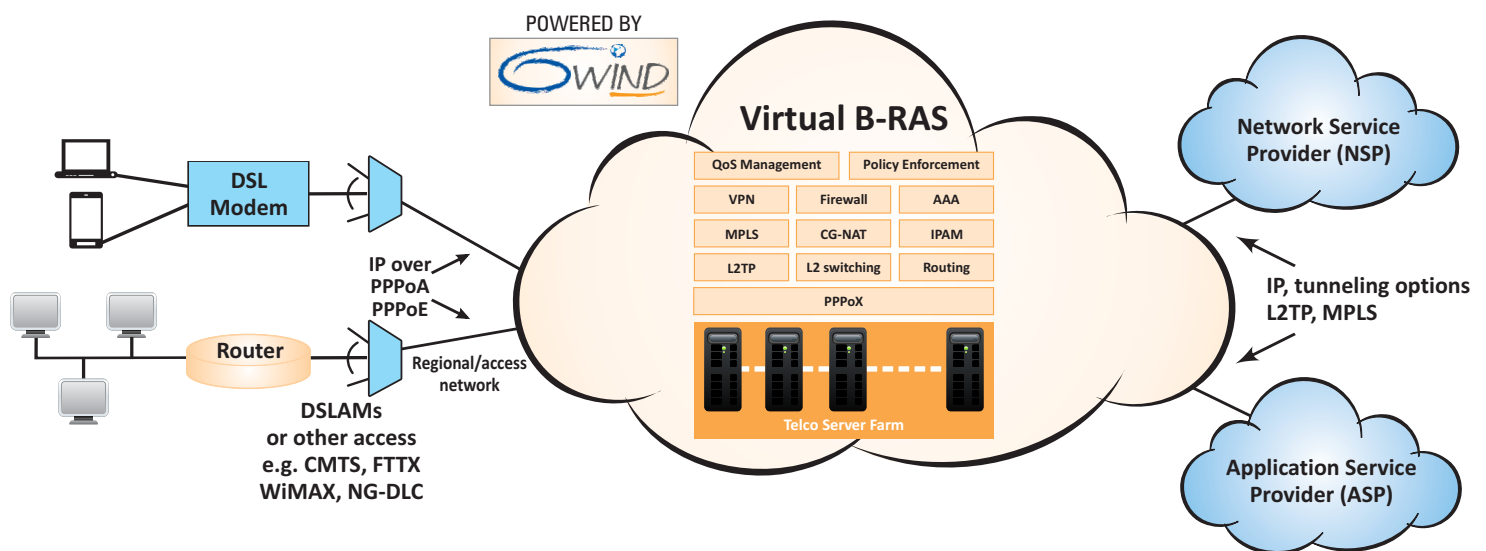 POWERED BY
6WIND
Virtual B-RAS
QoS Management
Policy Enforcement
VPN
Firewall
AAA
MPLS
CG-NAT
IPAM
L2TP
L2 switching
Routing
PPPoX
Telco Server Farm
DSL
Modem
IP over
PPPoA
PPPoE
Router
Regional/access
network
DSLAMs
or other access
e.g. CMTS, FTTX
WiMAX, NG-DLC
Network Service
Provider (NSP)
IP, tunneling options
L2TP, MPLS
Application Service
Provider (ASP)